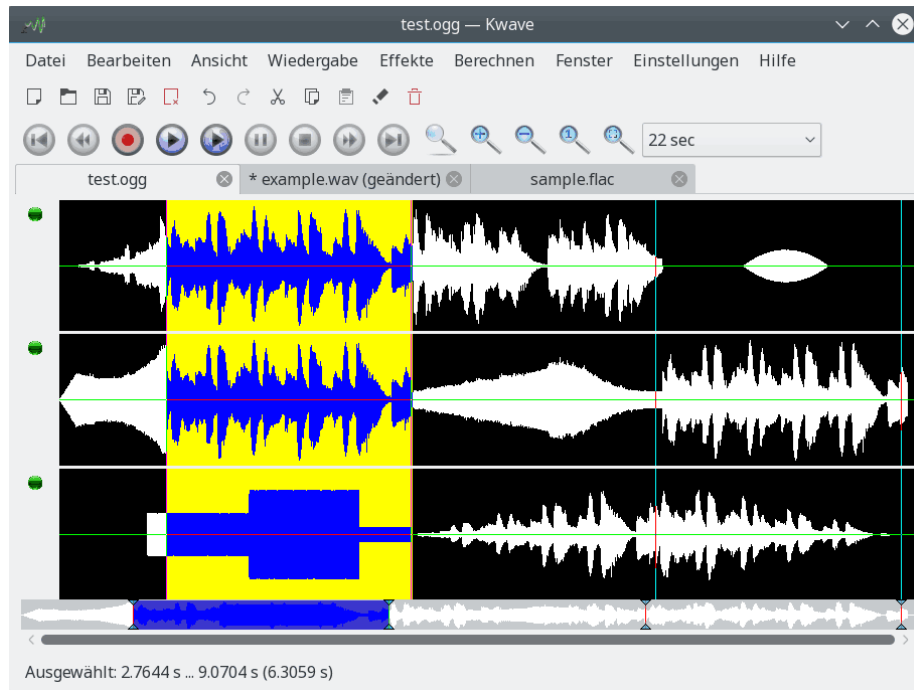 test.ogg — Kwave
Datei Bearbeiten Ansicht Wiedergabe Effekte Berechnen Fenster Einstellungen Hilfe
1
22 sec
test.ogg * example.wav (geändert) sample.flac
Ausgewählt: 2.7644 s ... 9.0704 s (6.3059 s)